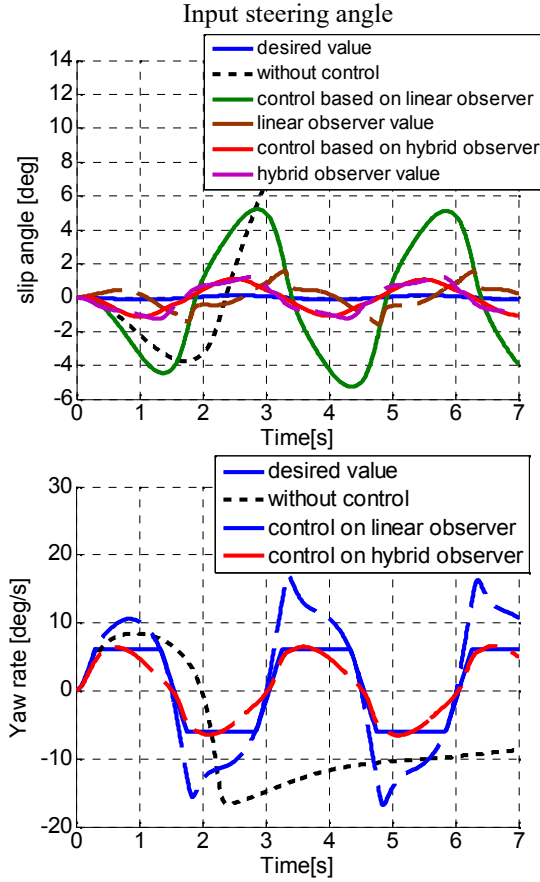 Input steering angle
14
12
10
8
6
4
2
0
-2
-4
-6
slip angle [deg]
desired value
without control
control based on linear observer
linear observer value
control based on hybrid observer
hybrid observer value
0 1 2 3 4 5 6 7
Time[s]
30
20
10
0
-10
-20
Yaw rate [deg/s]
desired value
without control
control on linear observer
control on hybrid observer
0 1 2 3 4 5 6 7
Time[s]